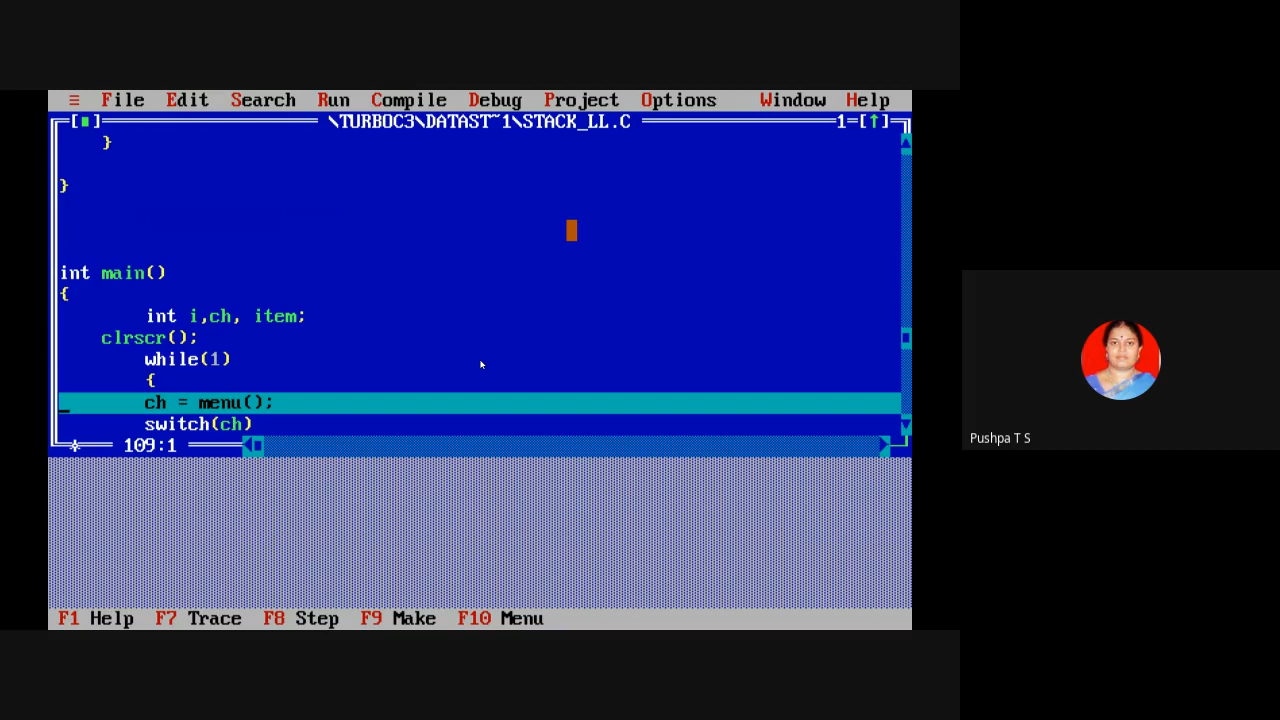 ≡ File Edit Search Run Compile Debug Project Options Window Help
[■] \TURBOC3\DATAST~1\STACK_LL.C 1=[↑]
}
}
int main()
{
int i,ch, item;
clrscr();
while(1)
{
ch = menu();
switch(ch)
109:1
F1 Help F7 Trace F8 Step F9 Make F10 Menu
Pushpa T S